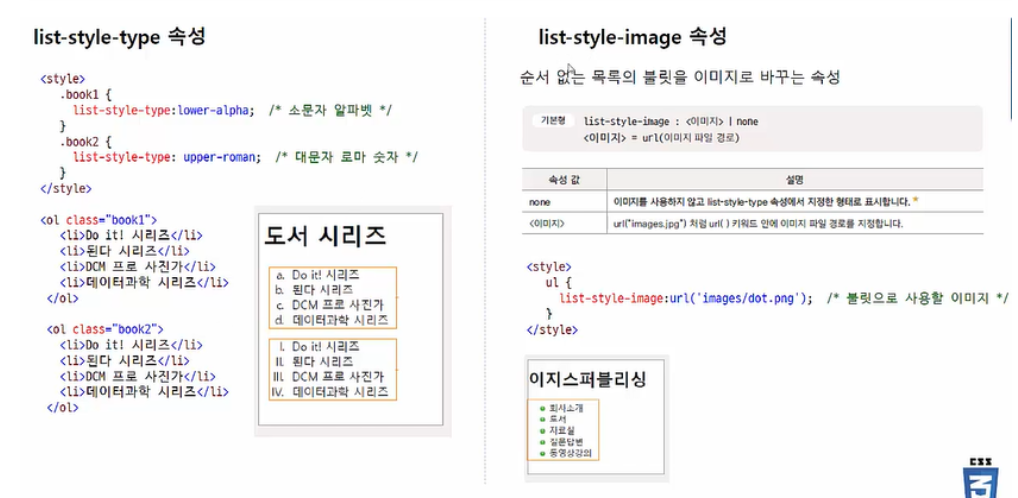 list-style-type 속성
<style>
.book1 {
list-style-type:lower-alpha; /* 소문자 알파벳 */
}
.book2 {
list-style-type: upper-roman; /* 대문자 로마 숫자 */
}
</style>
<ol class="book1">
<li>Do it! 시리즈</li>
<li>된다 시리즈</li>
<li>DCM 프로 사진가</li>
<li>데이터과학 시리즈</li>
</ol>
<ol class="book2">
<li>Do it! 시리즈</li>
<li>된다 시리즈</li>
<li>DCM 프로 사진가</li>
<li>데이터과학 시리즈</li>
</ol>
도서 시리즈
a. Do it! 시리즈
b. 된다 시리즈
c. DCM 프로 사진가
d. 데이터과학 시리즈
I. Do it! 시리즈
II. 된다 시리즈
III. DCM 프로 사진가
IV. 데이터과학 시리즈
list-style-image 속성
순서 없는 목록의 불릿을 이미지로 바꾸는 속성
기본형 list-style-image : <이미지> | none
<이미지> = url(이미지 파일 경로)
속성 값 설명
none 이미지를 사용하지 않고 list-style-type 속성에서 지정한 형태로 표시합니다. *
<이미지> url("images.jpg") 처럼 url( ) 키워드 안에 이미지 파일 경로를 지정합니다.
<style>
ul {
list-style-image:url('images/dot.png'); /* 불릿으로 사용할 이미지 */
}
</style>
이지스퍼블리싱
회사소개
도서
자료실
질문답변
동영상강의
CSS
3